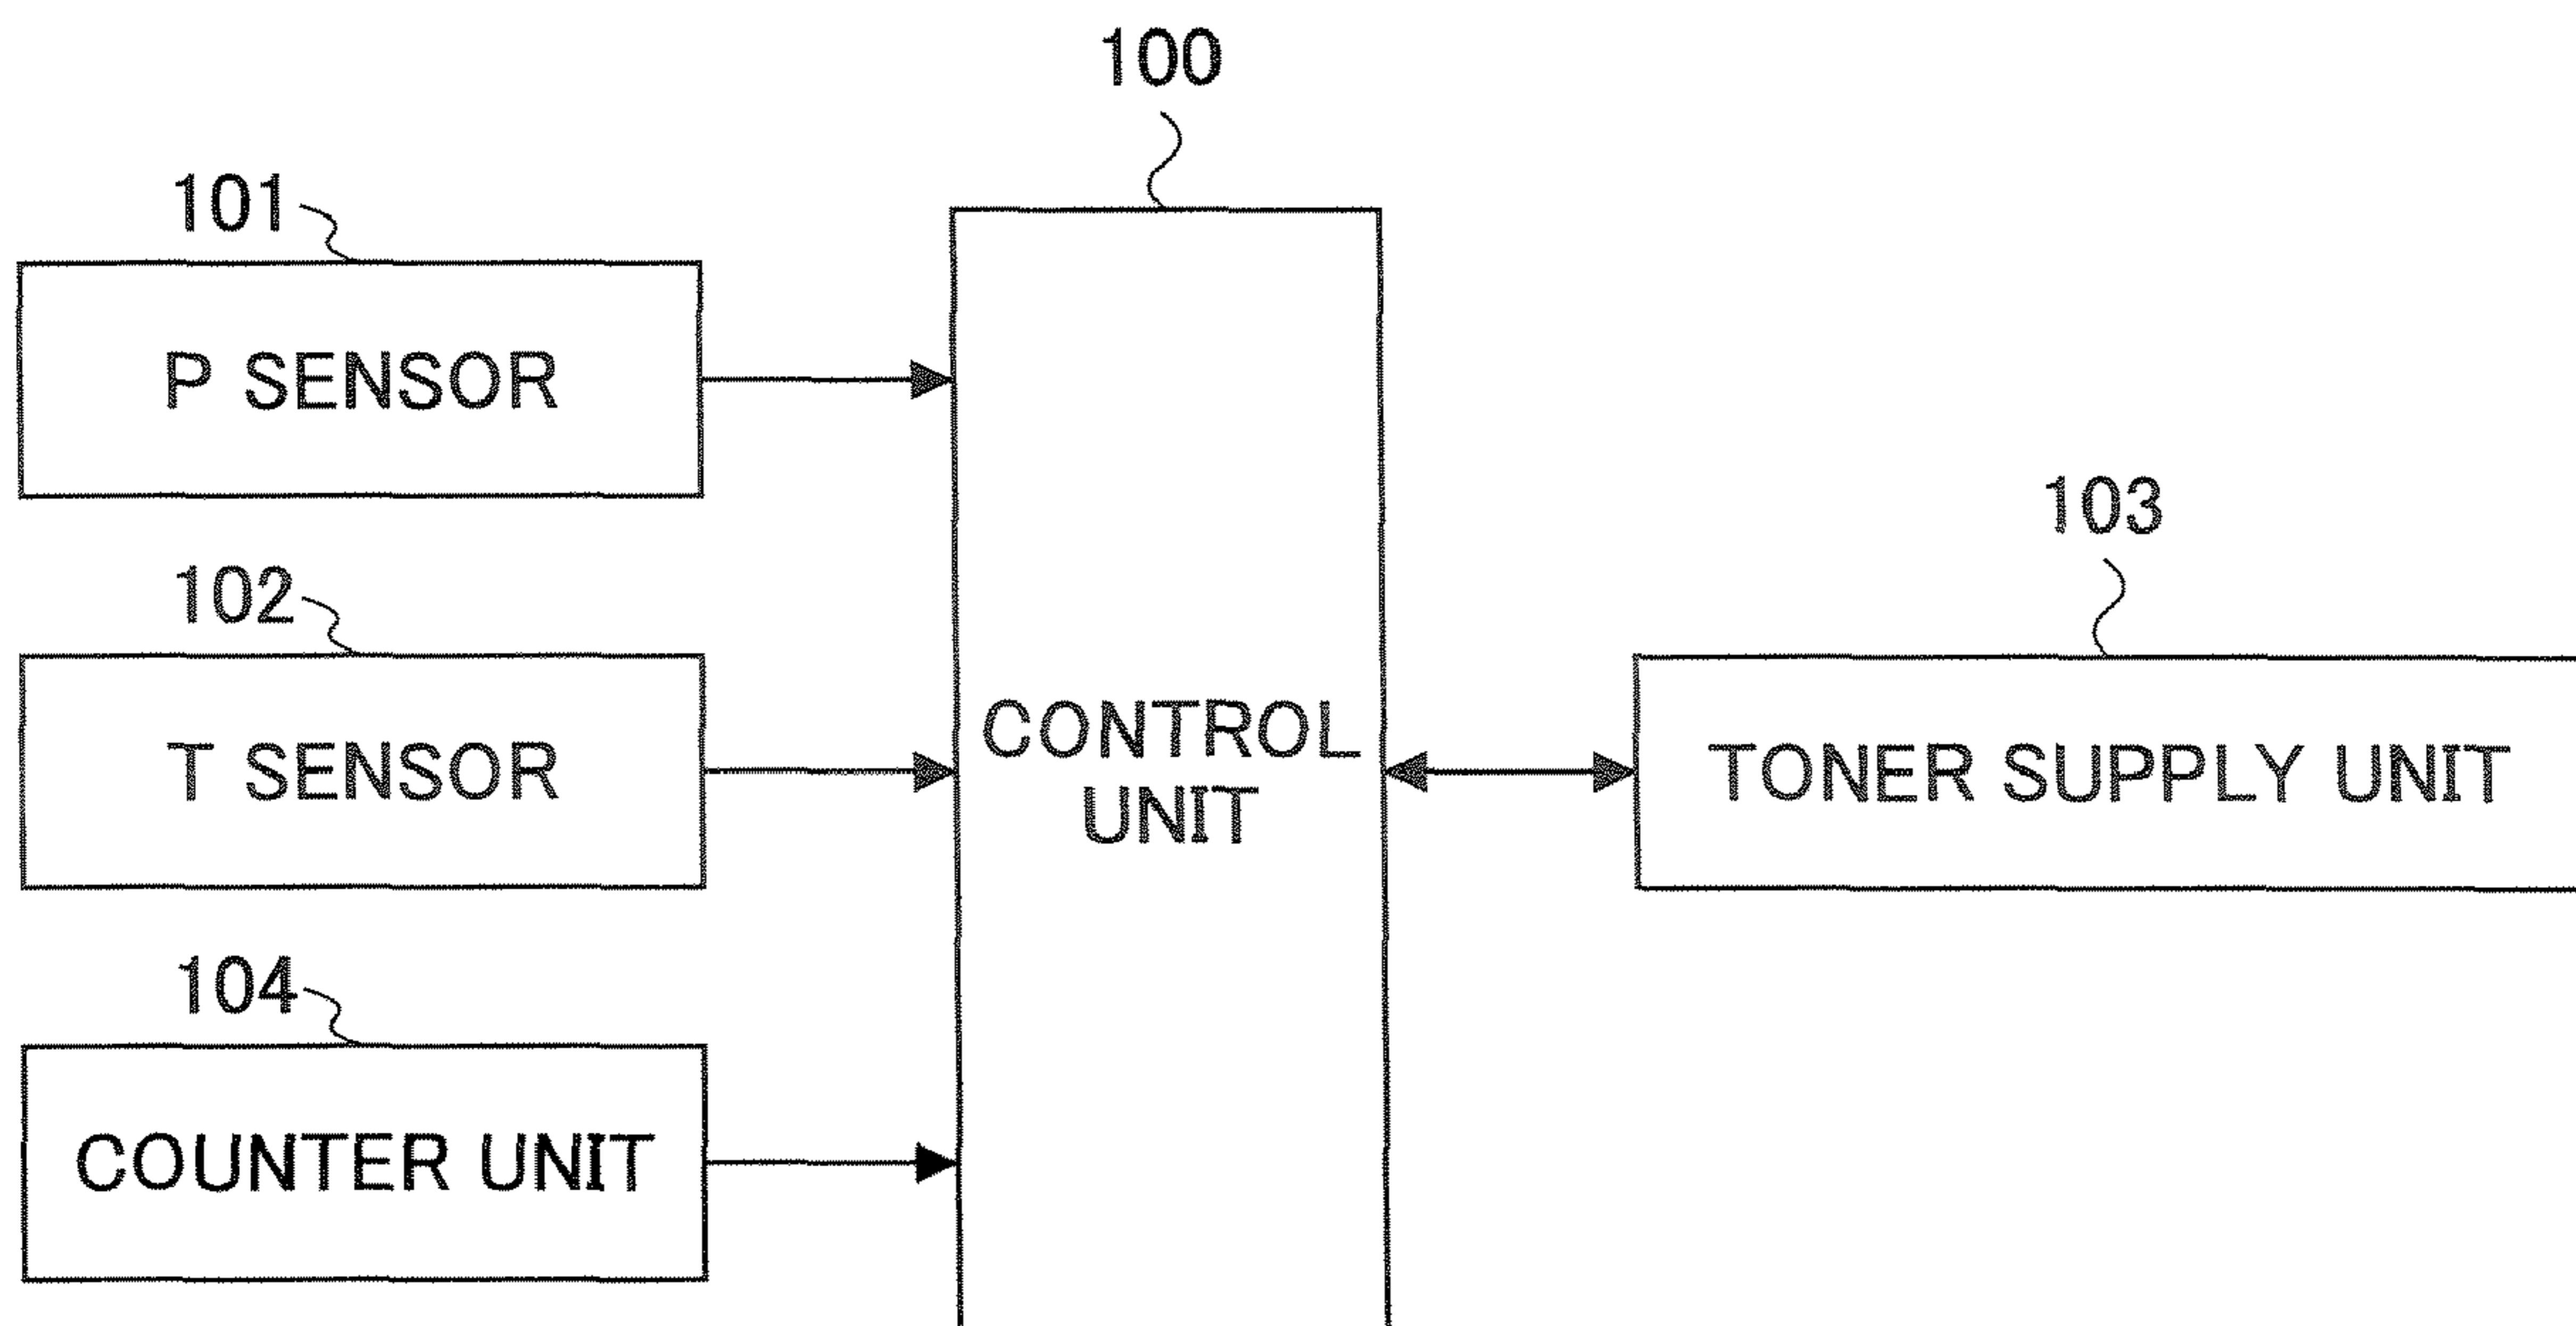 100
101
P SENSOR
102
T SENSOR
104
COUNTER UNIT
CONTROL
UNIT
103
TONER SUPPLY UNIT